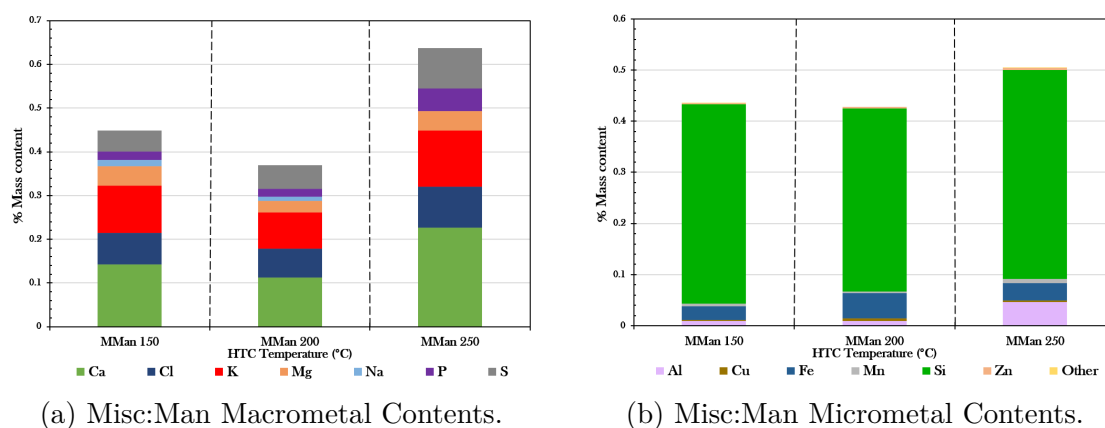 0.7
0.6
0.5
0.4
0.3
0.2
0.1
0
% Mass content
MMan 150 MMan 200 MMan 250
HTC Temperature (°C)
Ca Cl K Mg Na P S
(a) Misc:Man Macrometal Contents.
0.6
0.5
0.4
0.3
0.2
0.1
0
% Mass content
MMan 150 MMan 200 MMan 250
HTC Temperature (°C)
Al Cu Fe Mn Si Zn Other
(b) Misc:Man Micrometal Contents.